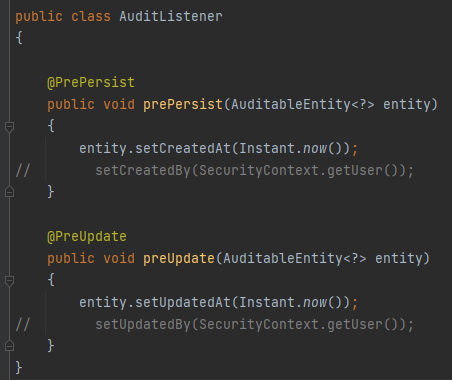 public class AuditListener
{
@PrePersist
public void prePersist(AuditableEntity<?> entity)
{
entity.setCreatedAt(Instant.now());
//        setCreatedBy(SecurityContext.getUser());
}
@PreUpdate
public void preUpdate(AuditableEntity<?> entity)
{
entity.setUpdatedAt(Instant.now());
//        setUpdatedBy(SecurityContext.getUser());
}
}